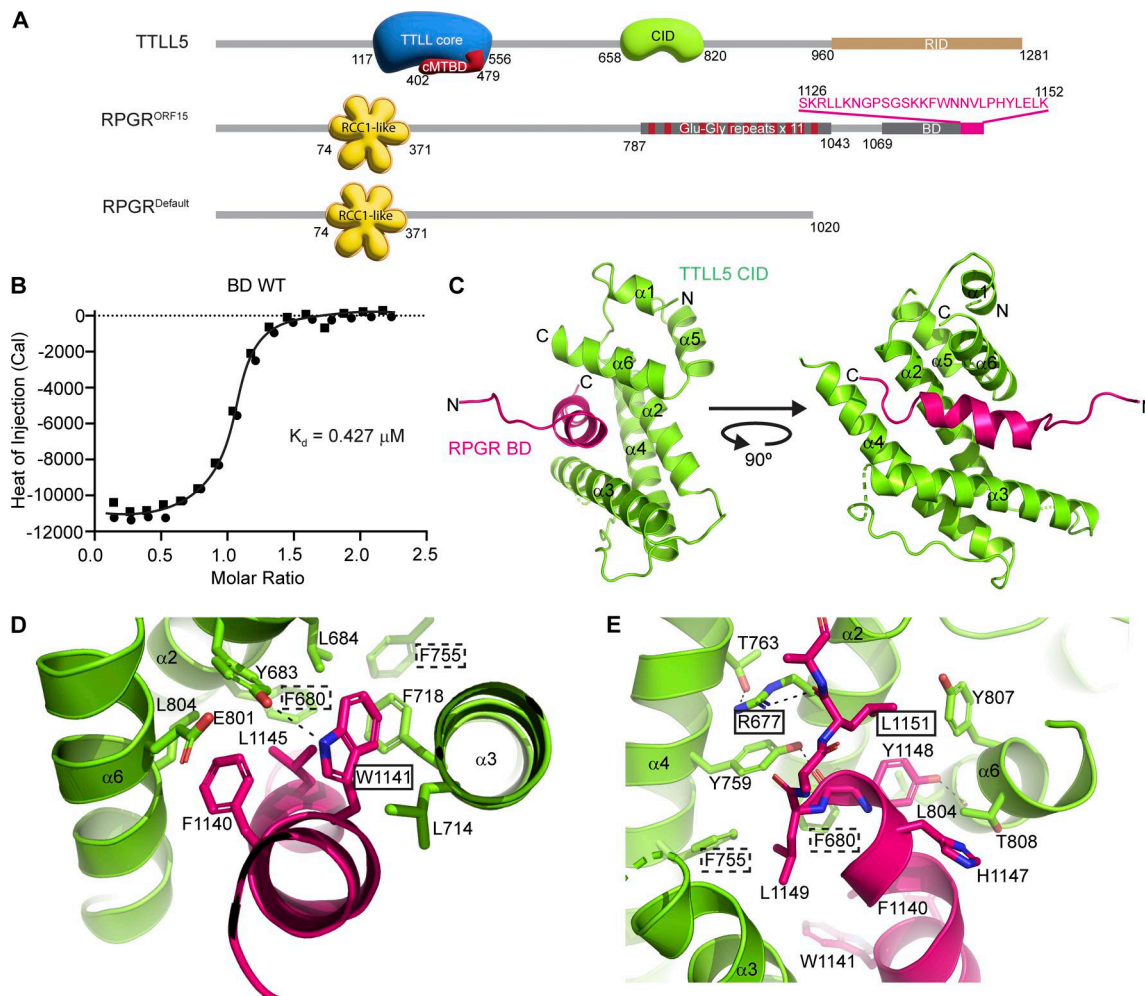 A
TTLL5
TTLL core
cMTBD
117
402
479
556
CID
658
820
RID
960
1281
1126
1152
SKRLLKNGPSGSKKFWNNVLPHYLELK
RPGR^ORF15
RCC1-like
74
371
Glu-Gly repeats x 11
787
1043
1069
BD
RPGR^Default
RCC1-like
74
371
1020
B
BD WT
Heat of Injection (Cal)
0
-2000
-4000
-6000
-8000
-10000
-12000
K_d = 0.427 μM
0.0 0.5 1.0 1.5 2.0 2.5
Molar Ratio
C
TTLL5 CID
α1
N
α5
C
α6
C
α2
N
RPGR BD
α4
α3
90°
α1
C
N
α5
α6
α2
C
N
α4
α3
D
L684
α2
F755
Y683
F680
L804
F718
E801
L1145
α3
α6
W1141
F1140
L714
E
T763
α2
Y807
R677
L1151
α4
Y1148
Y759
α6
L804
F680
T808
F755
H1147
L1149
F1140
W1141
α3